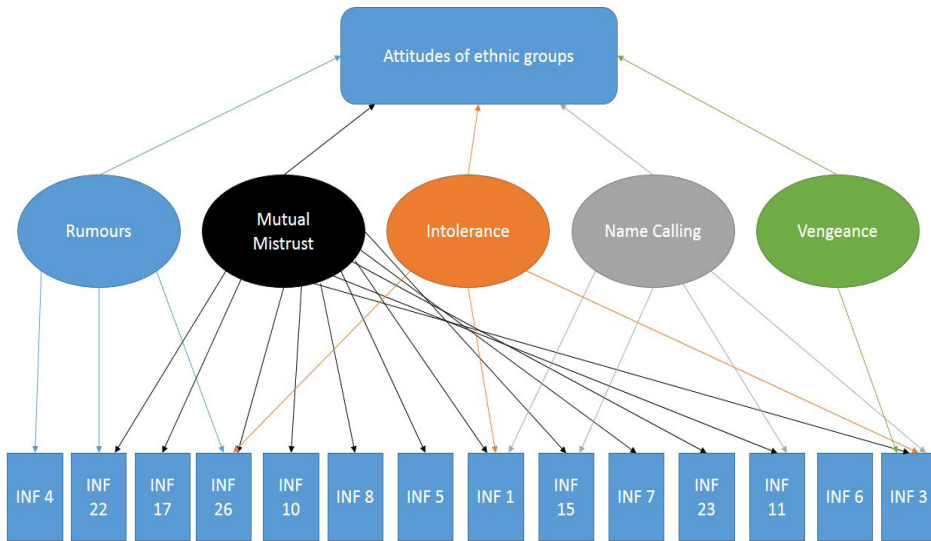 Attitudes of ethnic groups
Rumours
Mutual
Mistrust
Intolerance
Name Calling
Vengeance
INF 4
INF
22
INF
17
INF
26
INF
10
INF 8
INF 5
INF 1
INF
15
INF 7
INF
23
INF
11
INF 6
INF 3